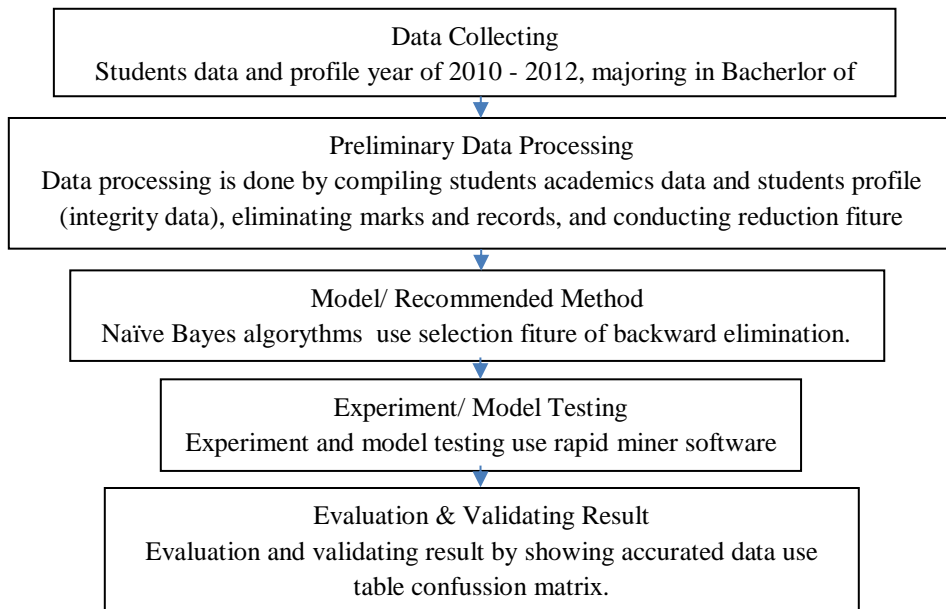 Data Collecting
Students data and profile year of 2010 - 2012, majoring in Bacherlor of
Preliminary Data Processing
Data processing is done by compiling students academics data and students profile
(integrity data), eliminating marks and records, and conducting reduction fiture
Model/ Recommended Method
Naïve Bayes algorythms use selection fiture of backward elimination.
Experiment/ Model Testing
Experiment and model testing use rapid miner software
Evaluation & Validating Result
Evaluation and validating result by showing accurated data use
table confussion matrix.